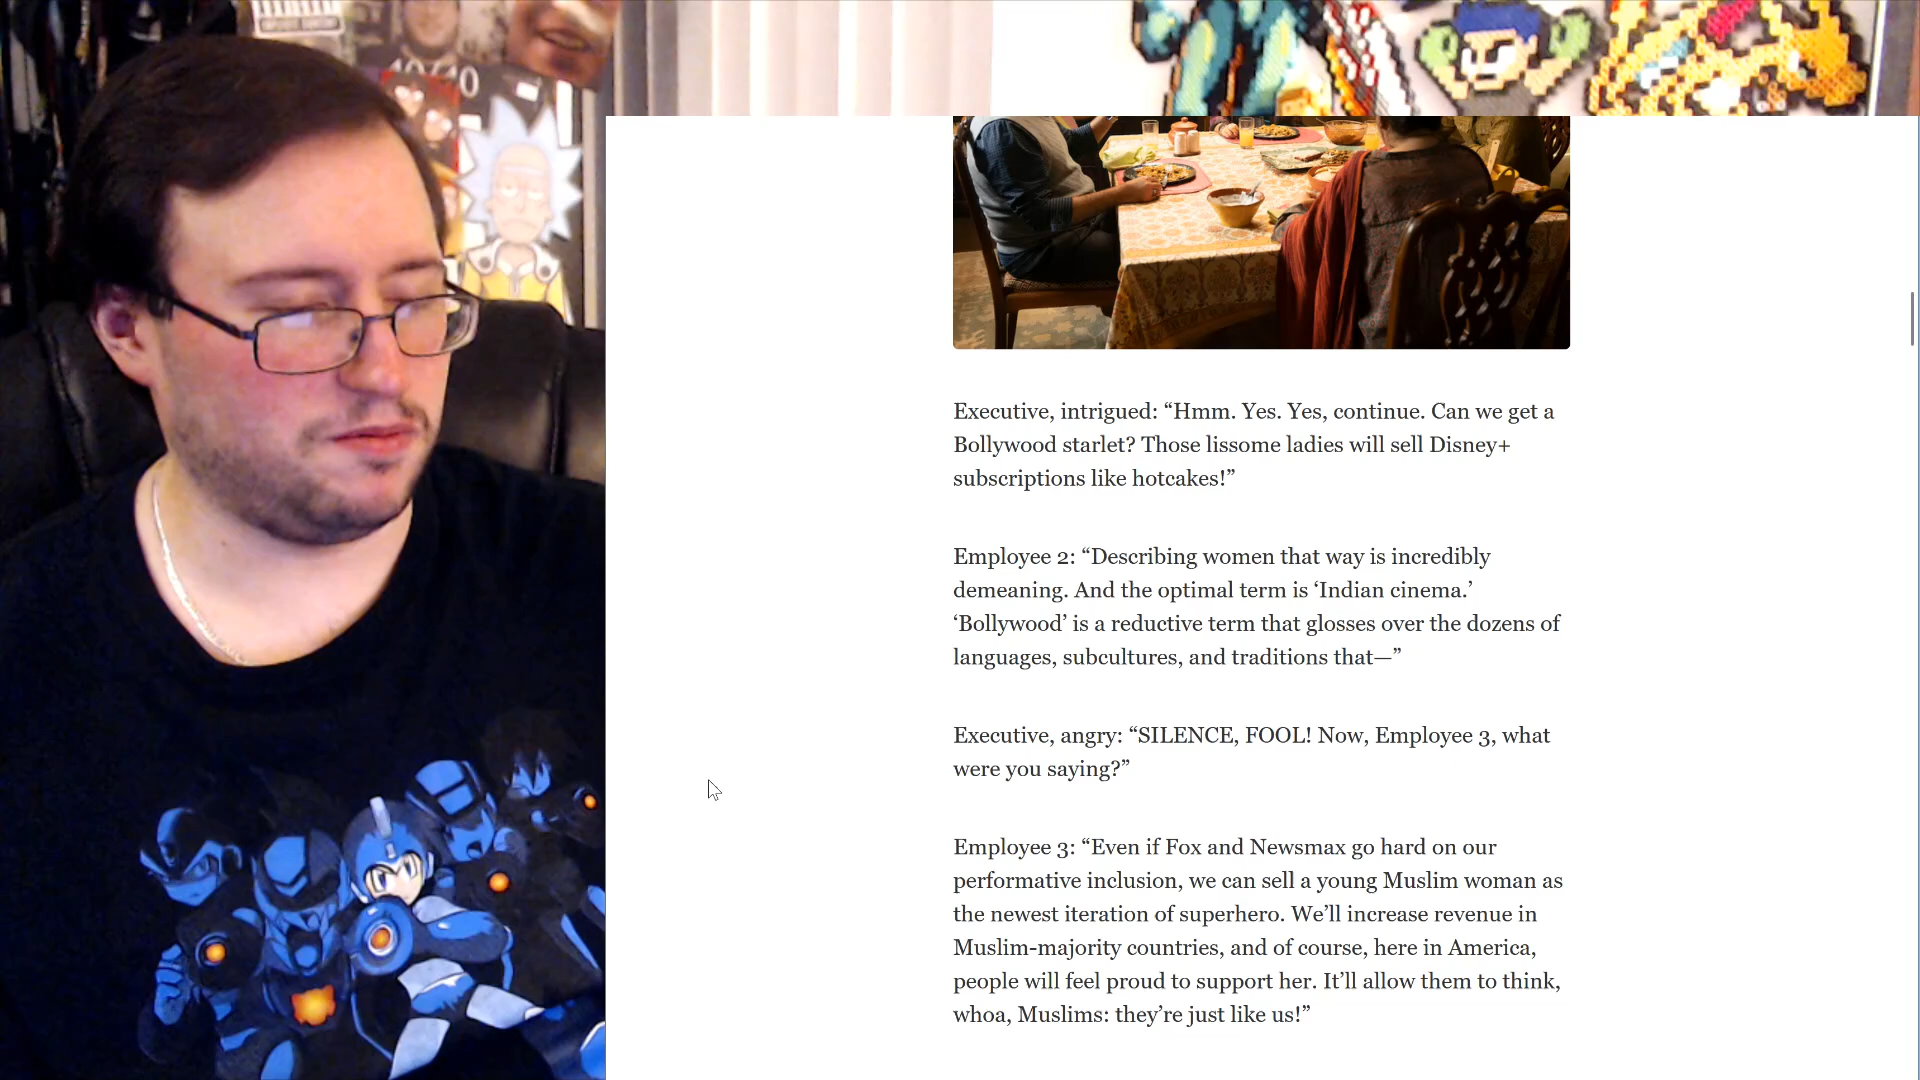 40/40
Executive, intrigued: “Hmm. Yes. Yes, continue. Can we get a
Bollywood starlet? Those lissome ladies will sell Disney+
subscriptions like hotcakes!”
Employee 2: “Describing women that way is incredibly
demeaning. And the optimal term is ‘Indian cinema.’
‘Bollywood’ is a reductive term that glosses over the dozens of
languages, subcultures, and traditions that—”
Executive, angry: “SILENCE, FOOL! Now, Employee 3, what
were you saying?”
Employee 3: “Even if Fox and Newsmax go hard on our
performative inclusion, we can sell a young Muslim woman as
the newest iteration of superhero. We’ll increase revenue in
Muslim-majority countries, and of course, here in America,
people will feel proud to support her. It’ll allow them to think,
whoa, Muslims: they’re just like us!”